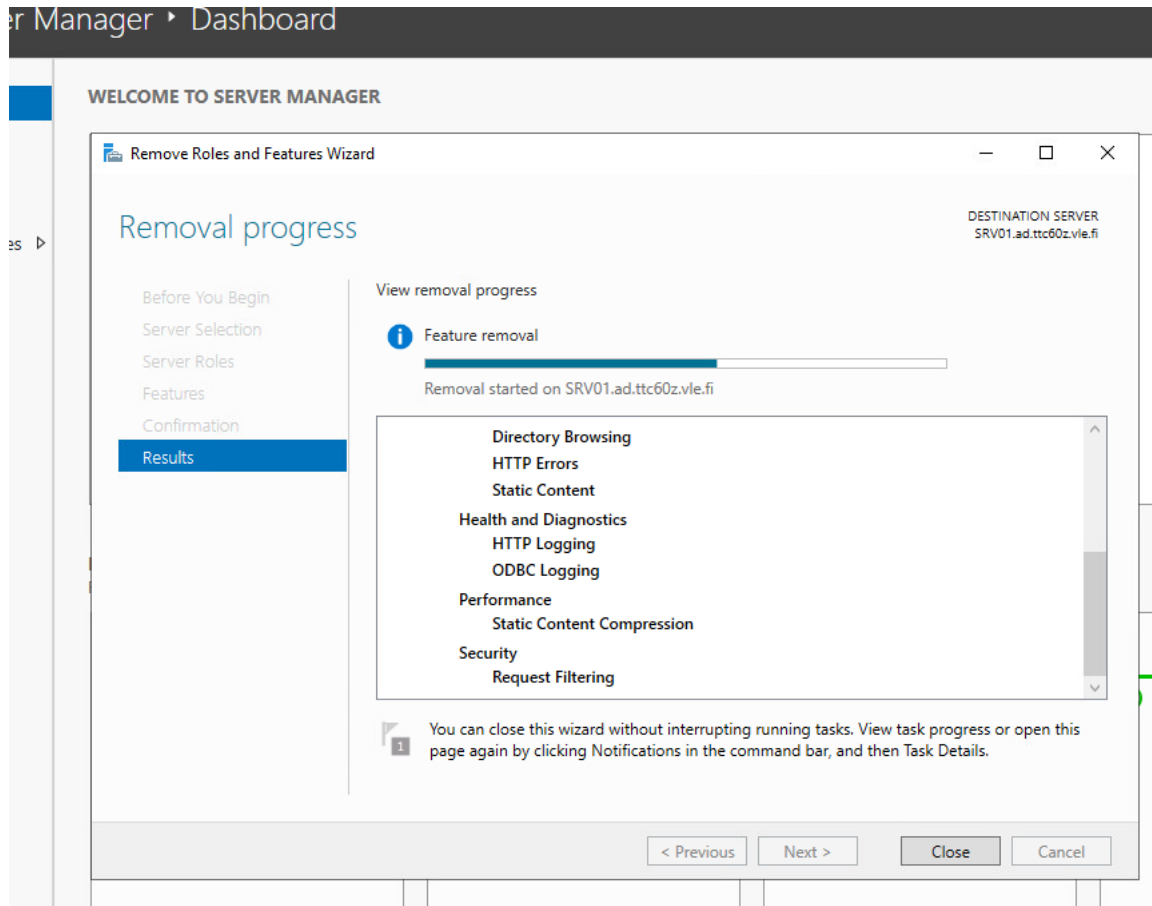 er Manager ‣ Dashboard
WELCOME TO SERVER MANAGER
Remove Roles and Features Wizard
Removal progress
DESTINATION SERVER
SRV01.ad.ttc60z.vle.fi
es
Before You Begin
Server Selection
Server Roles
Features
Confirmation
Results
View removal progress
Feature removal
Removal started on SRV01.ad.ttc60z.vle.fi
Directory Browsing
HTTP Errors
Static Content
Health and Diagnostics
HTTP Logging
ODBC Logging
Performance
Static Content Compression
Security
Request Filtering
1
You can close this wizard without interrupting running tasks. View task progress or open this
page again by clicking Notifications in the command bar, and then Task Details.
< Previous
Next >
Close
Cancel